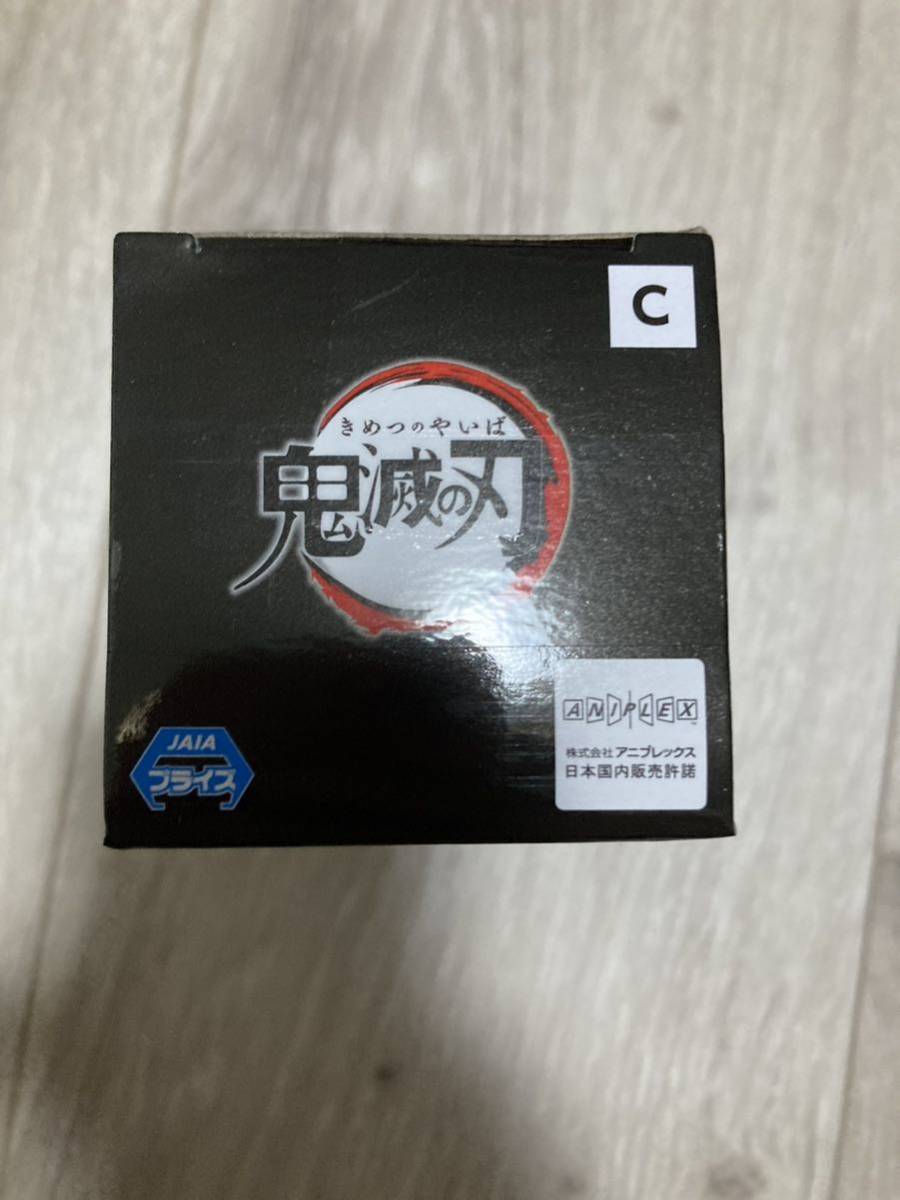 C
きめつのやいば
鬼滅の刃
JAIA
プライズ
ANIPLEX
株式会社 アニプレックス
日本国内販売許諾